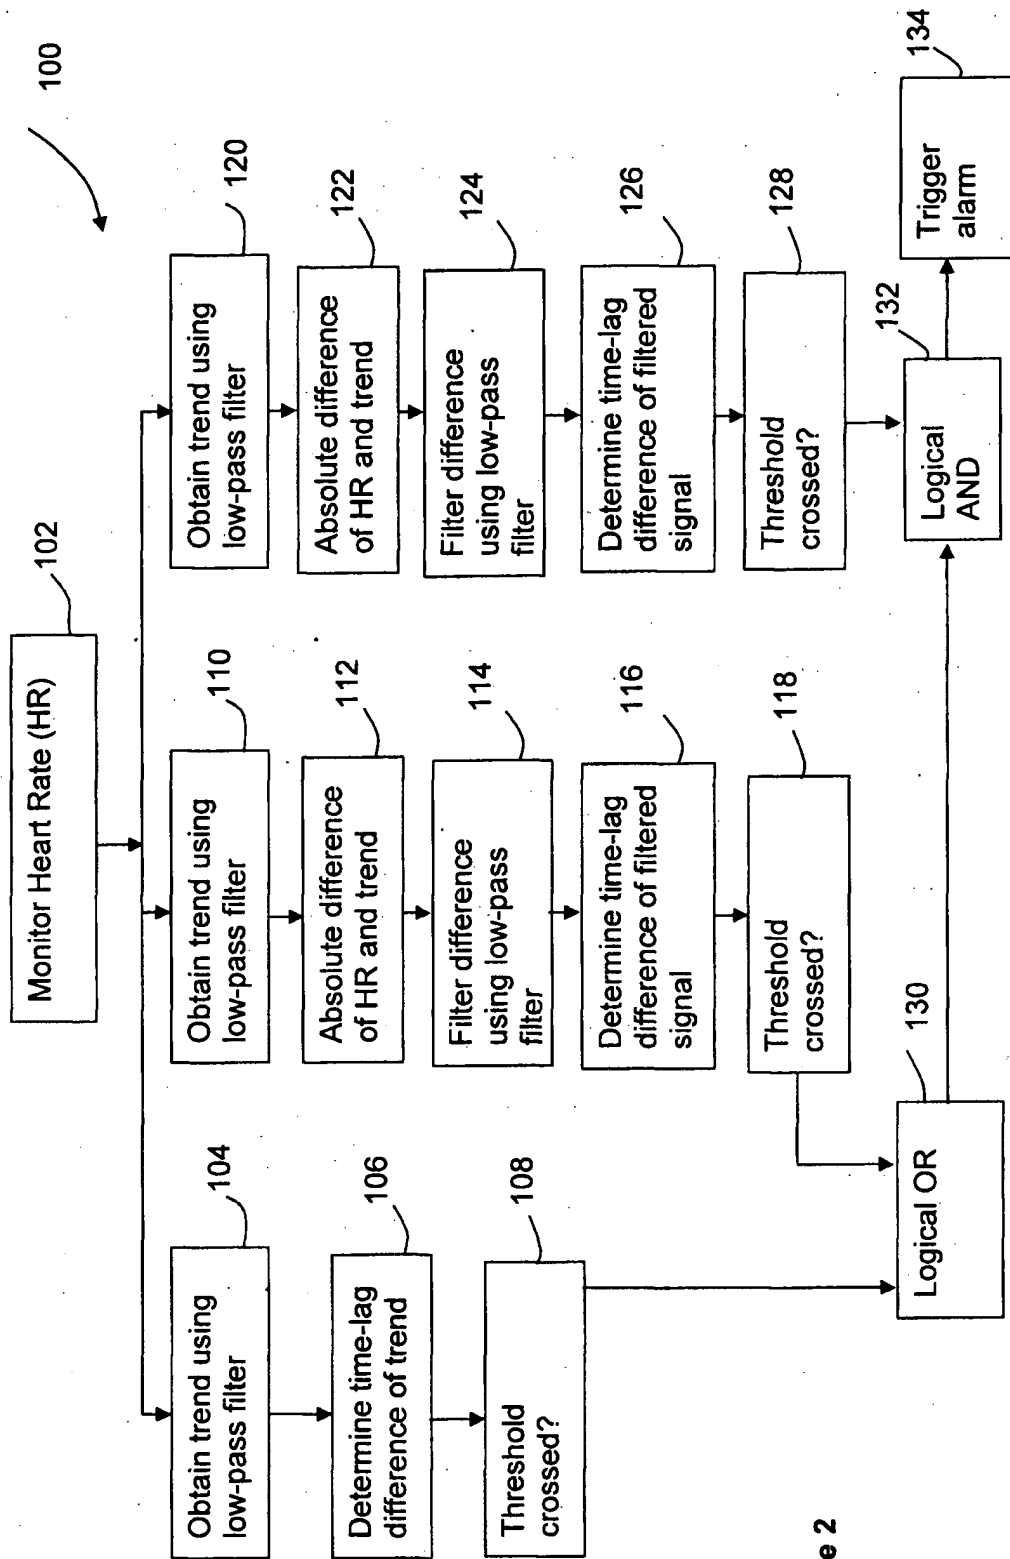 100
Monitor Heart Rate (HR)
102
Obtain trend using
low-pass filter
104
Determine time-lag
difference of trend
106
Threshold
crossed?
108
Obtain trend using
low-pass filter
110
Absolute difference
of HR and trend
112
Filter difference
using low-pass
filter
114
Determine time-lag
difference of filtered
signal
116
Threshold
crossed?
118
Obtain trend using
low-pass filter
120
Absolute difference
of HR and trend
122
Filter difference
using low-pass
filter
124
Determine time-lag
difference of filtered
signal
126
Threshold
crossed?
128
Logical OR
130
Logical
AND
132
Trigger
alarm
134
e 2